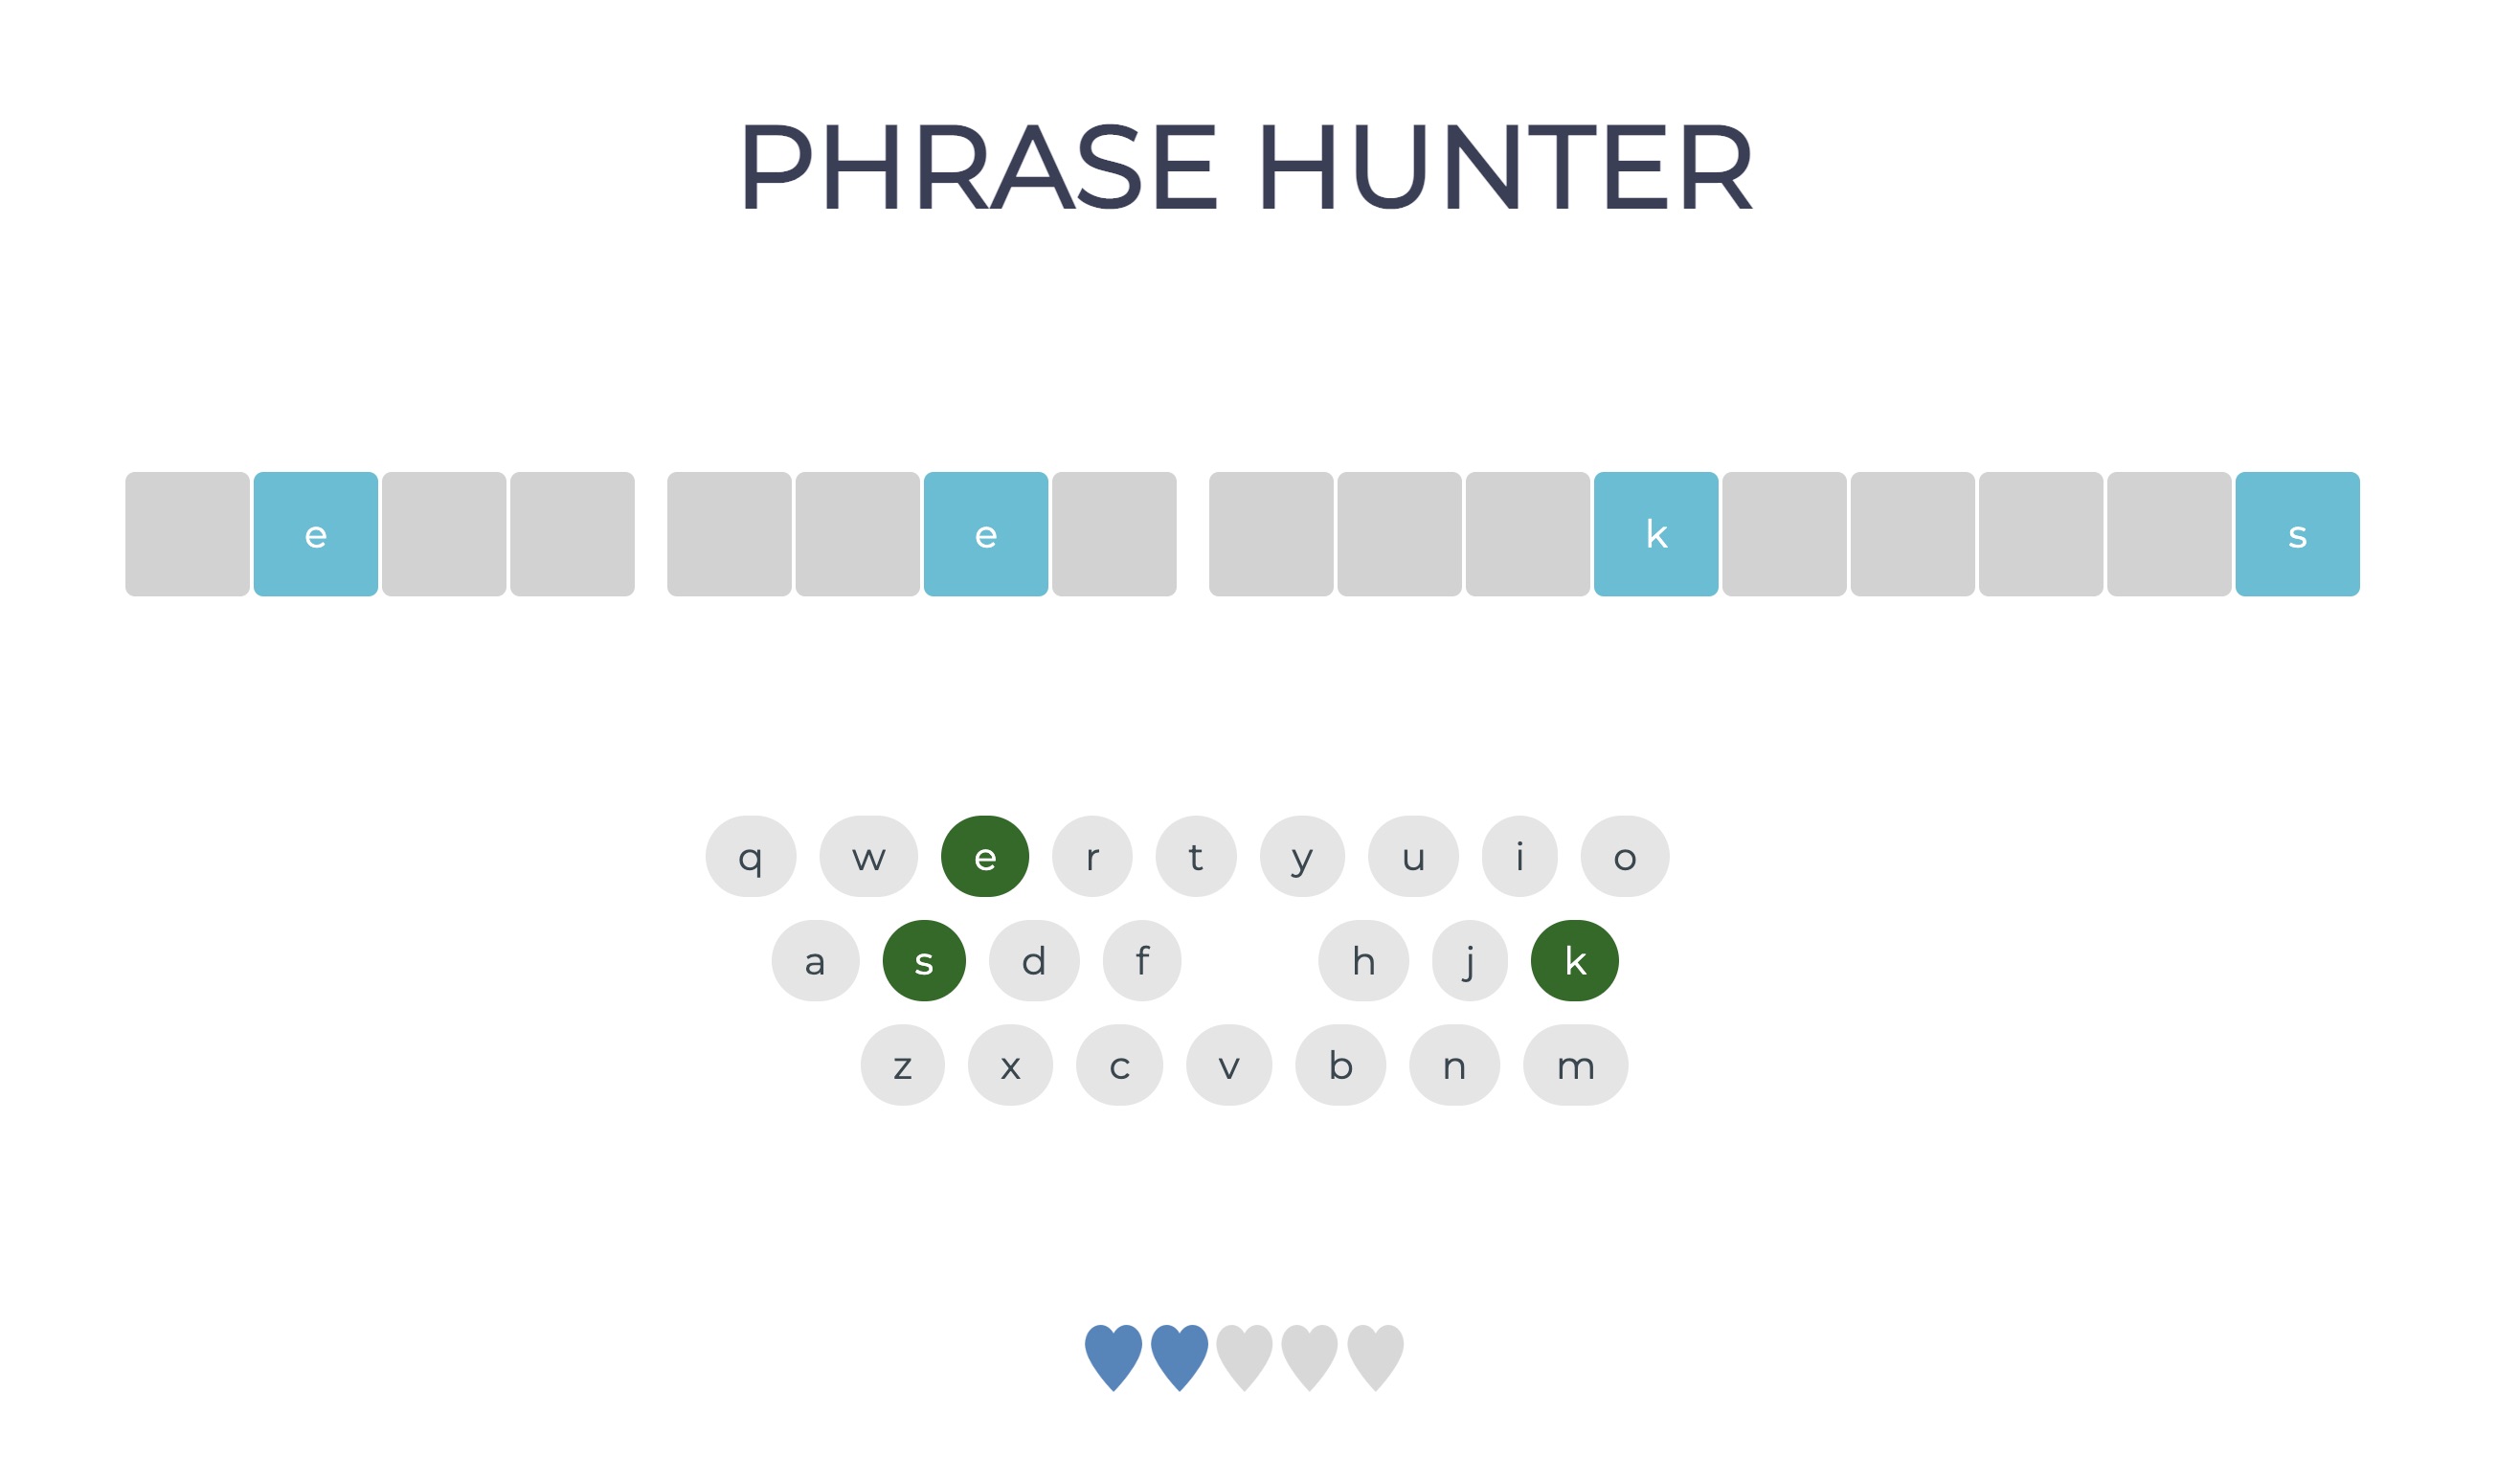 PHRASE HUNTER
e e k s
q w e r t y u i o
a s d f h j k
z x c v b n m